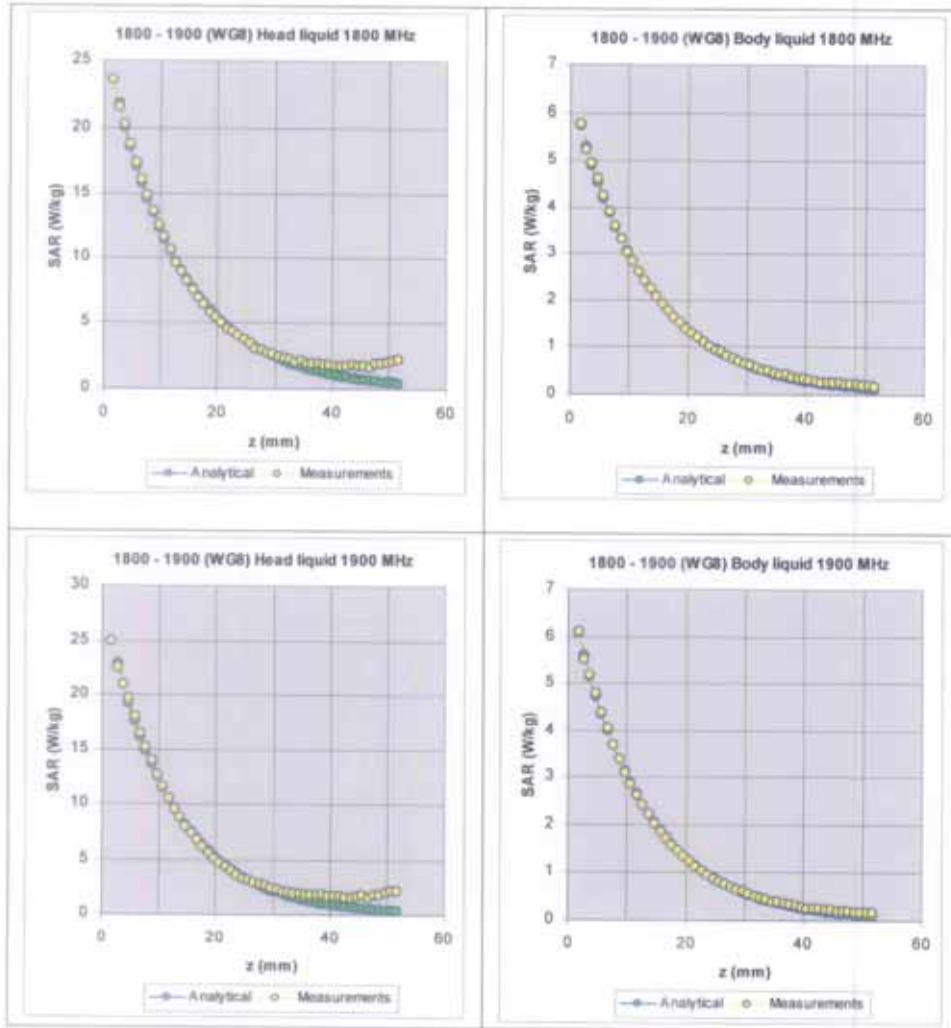 1800 - 1900 (WG8) Head liquid 1800 MHz
25
20
15
10
5
0
SAR (W/kg)
0 20 40 60
z (mm)
Analytical Measurements
1800 - 1900 (WG8) Body liquid 1800 MHz
7
6
5
4
3
2
1
0
SAR (W/kg)
0 20 40 60
z (mm)
Analytical Measurements
1800 - 1900 (WG8) Head liquid 1900 MHz
30
25
20
15
10
5
0
SAR (W/kg)
0 20 40 60
z (mm)
Analytical Measurements
1800 - 1900 (WG8) Body liquid 1900 MHz
7
6
5
4
3
2
1
0
SAR (W/kg)
0 20 40 60
z (mm)
Analytical Measurements